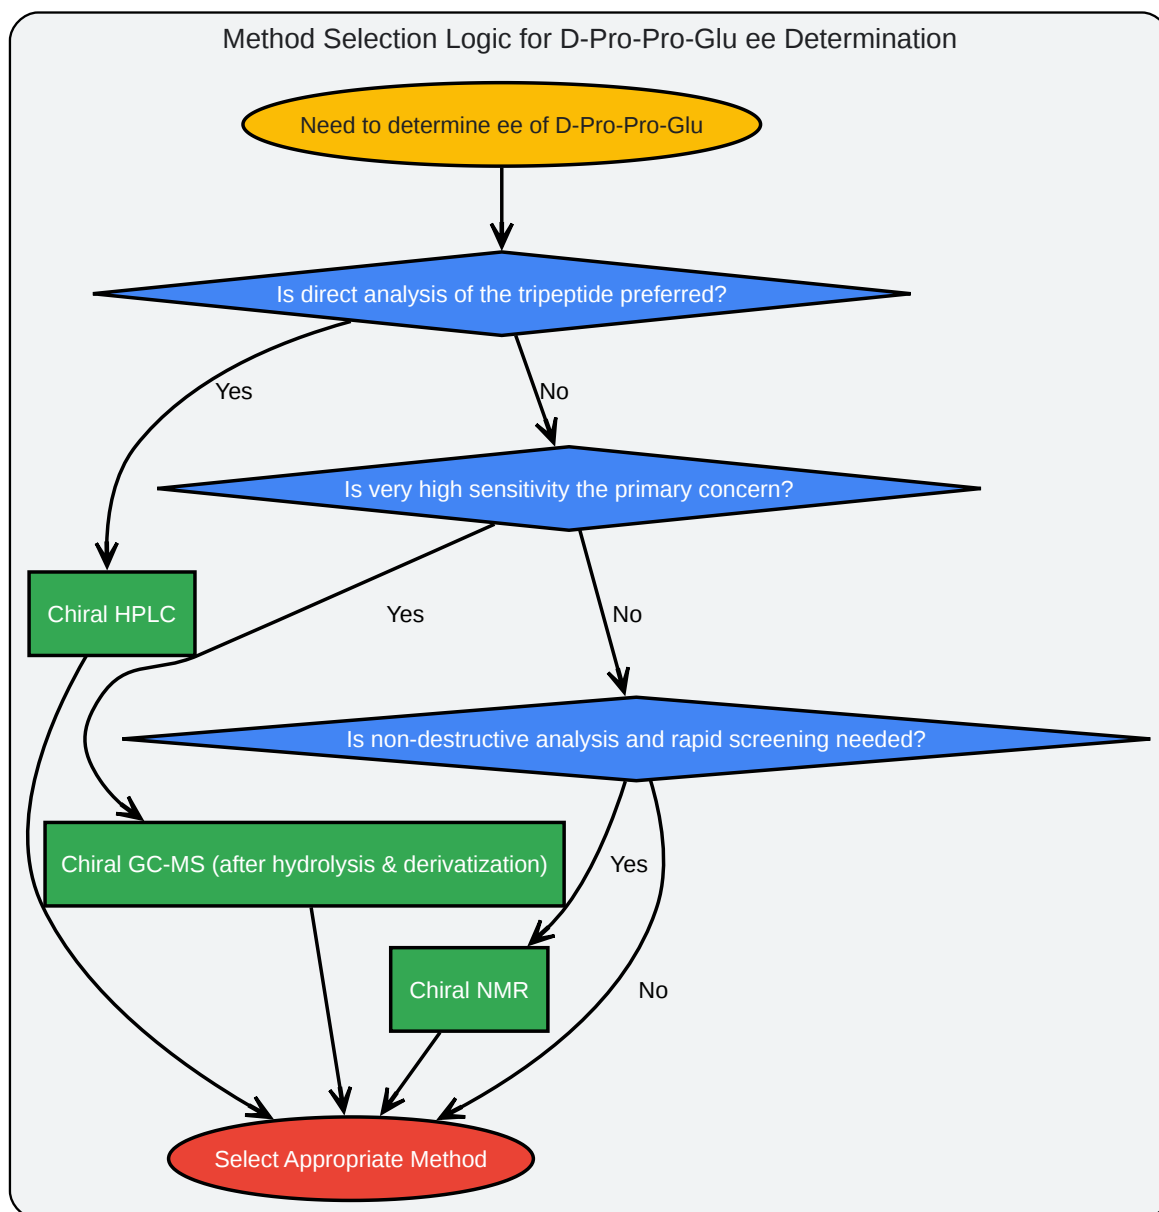 Method Selection Logic for D-Pro-Pro-Glu ee Determination
Need to determine ee of D-Pro-Pro-Glu
Is direct analysis of the tripeptide preferred?
Yes
No
Is very high sensitivity the primary concern?
Chiral HPLC
Yes
No
Is non-destructive analysis and rapid screening needed?
Chiral GC-MS (after hydrolysis & derivatization)
Yes
Chiral NMR
No
Select Appropriate Method